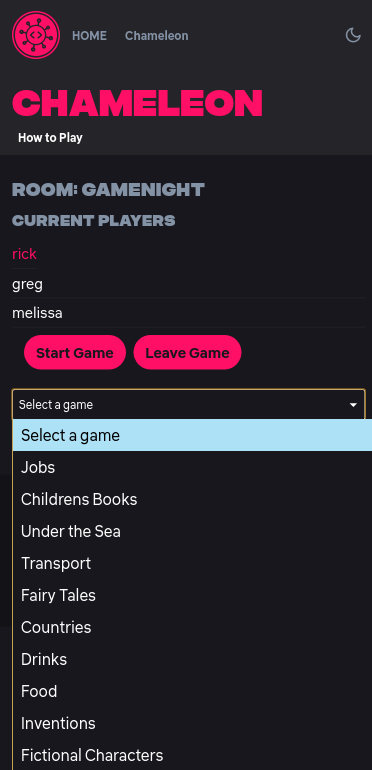 HOME Chameleon
CHAMELEON
How to Play
ROOM: GAMENIGHT
CURRENT PLAYERS
rick
greg
melissa
Start Game Leave Game
Select a game
Select a game
Jobs
Childrens Books
Under the Sea
Transport
Fairy Tales
Countries
Drinks
Food
Inventions
Fictional Characters